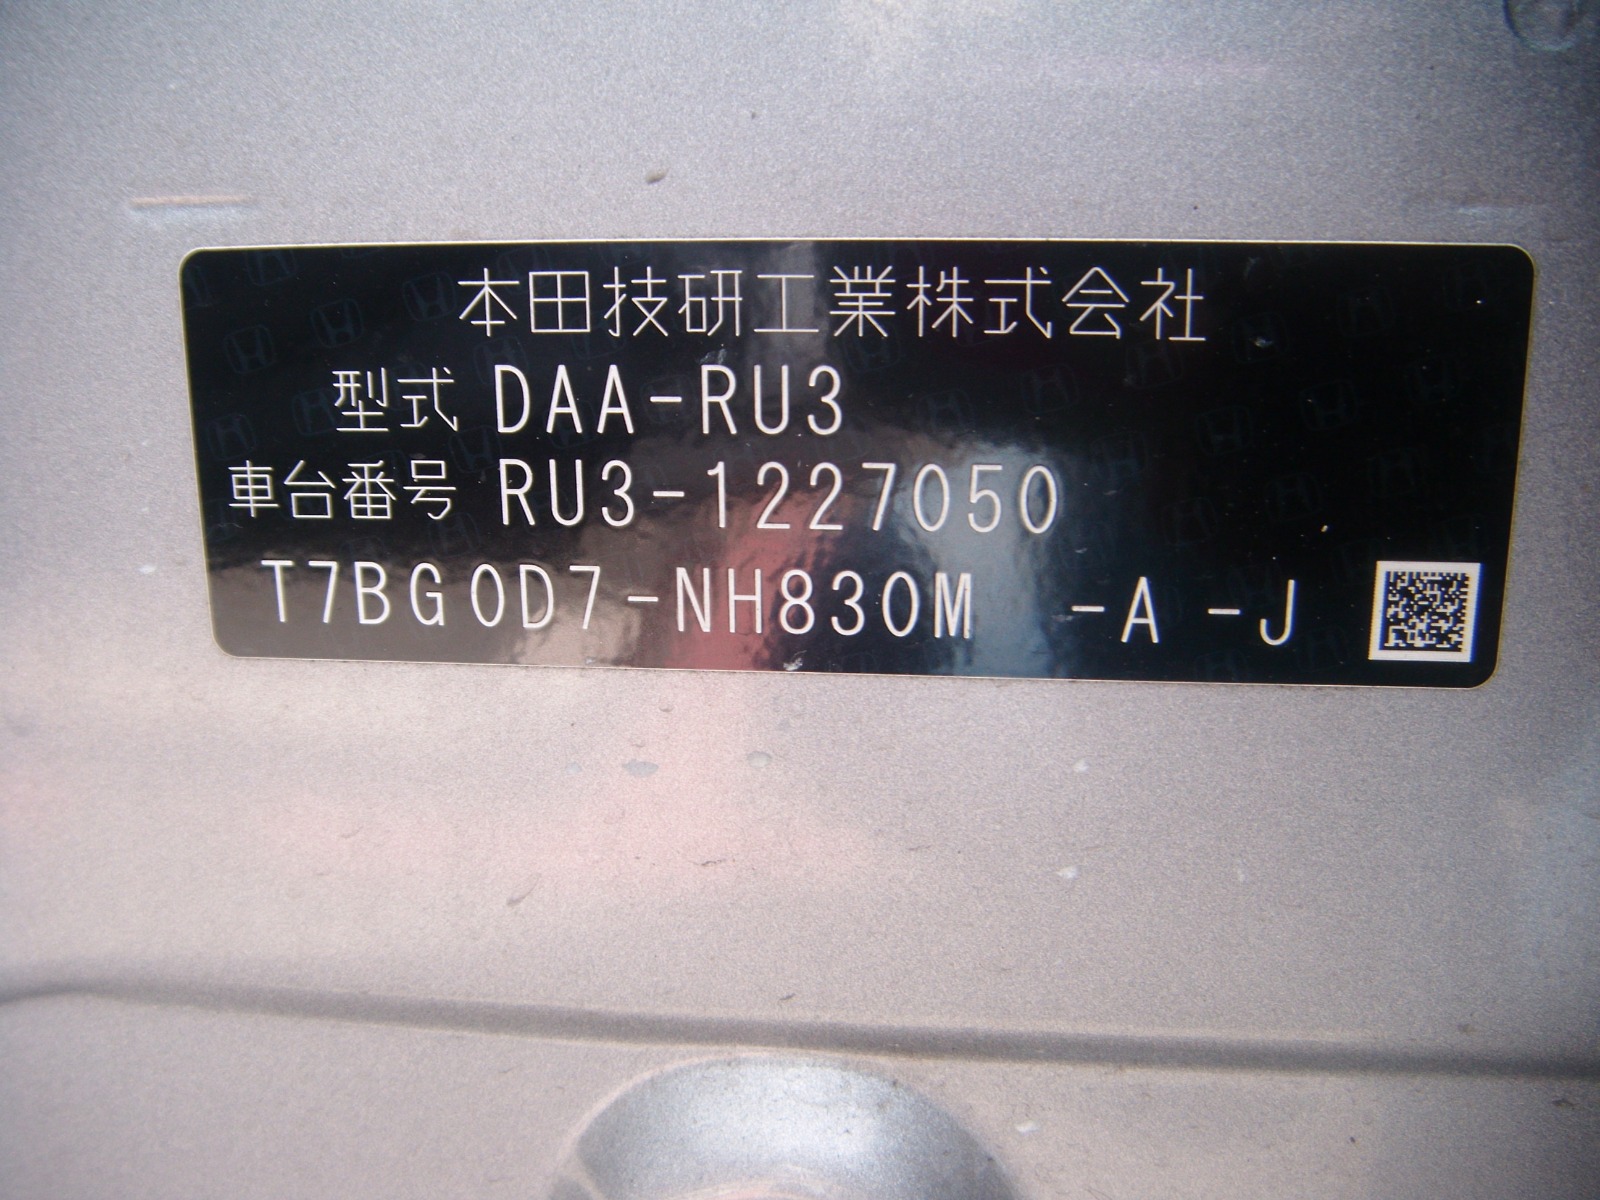 本田技研工業株式会社
型式 DAA-RU3
車台番号 RU3-1227050
T7BG0D7-NH830M -A -J